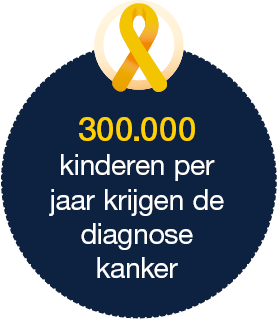 300.000
kinderen per
jaar krijgen de
diagnose
kanker